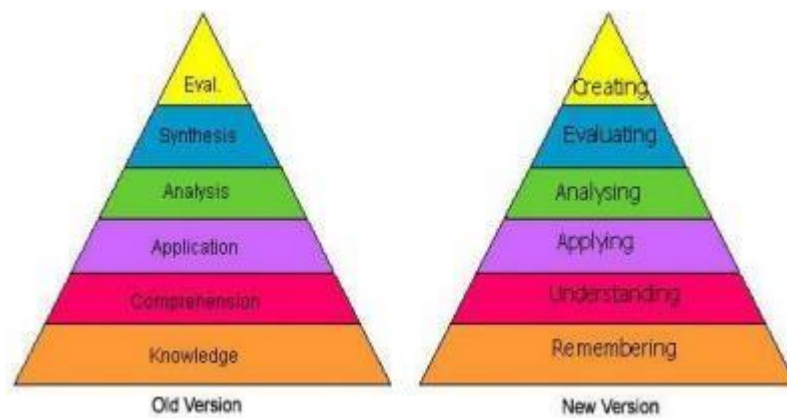 Eval.
Synthesis
Analysis
Application
Comprehension
Knowledge
Old Version
Creating
Evaluating
Analysing
Applying
Understanding
Remembering
New Version